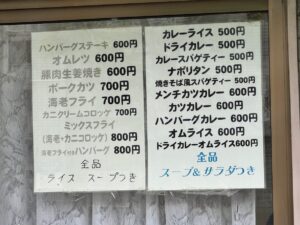 ハンバーグステーキ 600円
オムレツ 600円
豚肉生姜焼き 600円
ポークカツ 700円
海老フライ 700円
カニクリームコロッケ 700円
ミックスフライ
(海老・カニコロッケ) 800円
海老フライ付きハンバーグ 800円
全品
ライス スープつき
カレーライス 500円
ドライカレー 500円
カレースパゲティー 500円
ナポリタン 500円
焼きそば風スパゲティー 500円
メンチカツカレー 600円
カツカレー 600円
ハンバーグカレー 600円
オムライス 600円
ドライカレーオムライス600円
全品
スープ&サラダつき